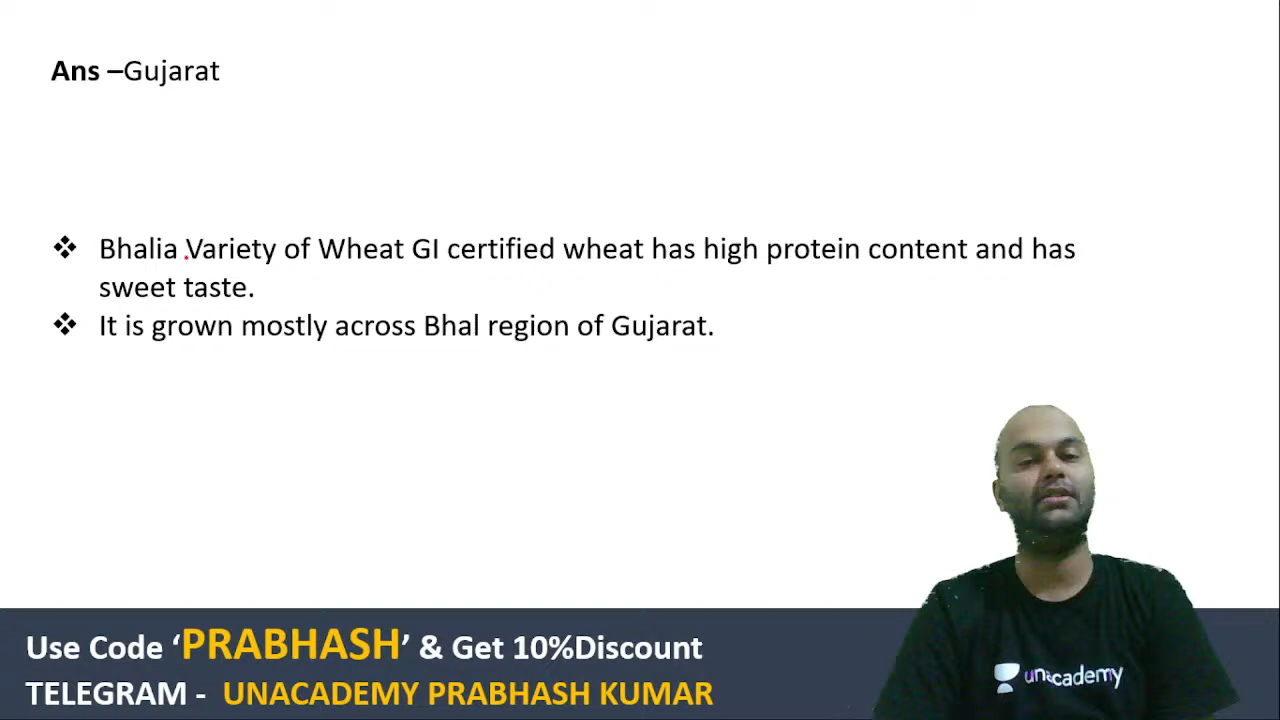 Ans –Gujarat
❖ Bhalia Variety of Wheat GI certified wheat has high protein content and has
sweet taste.
❖ It is grown mostly across Bhal region of Gujarat.
Use Code ‘PRABHASH’ & Get 10%Discount
TELEGRAM - UNACADEMY PRABHASH KUMAR
unacademy